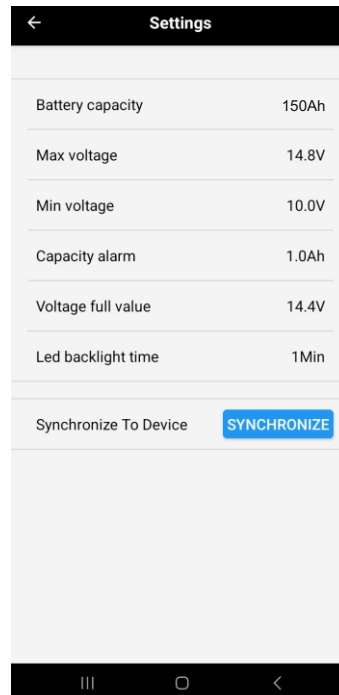 Settings
Battery capacity 150Ah
Max voltage 14.8V
Min voltage 10.0V
Capacity alarm 1.0Ah
Voltage full value 14.4V
Led backlight time 1Min
Synchronize To Device SYNCHRONIZE